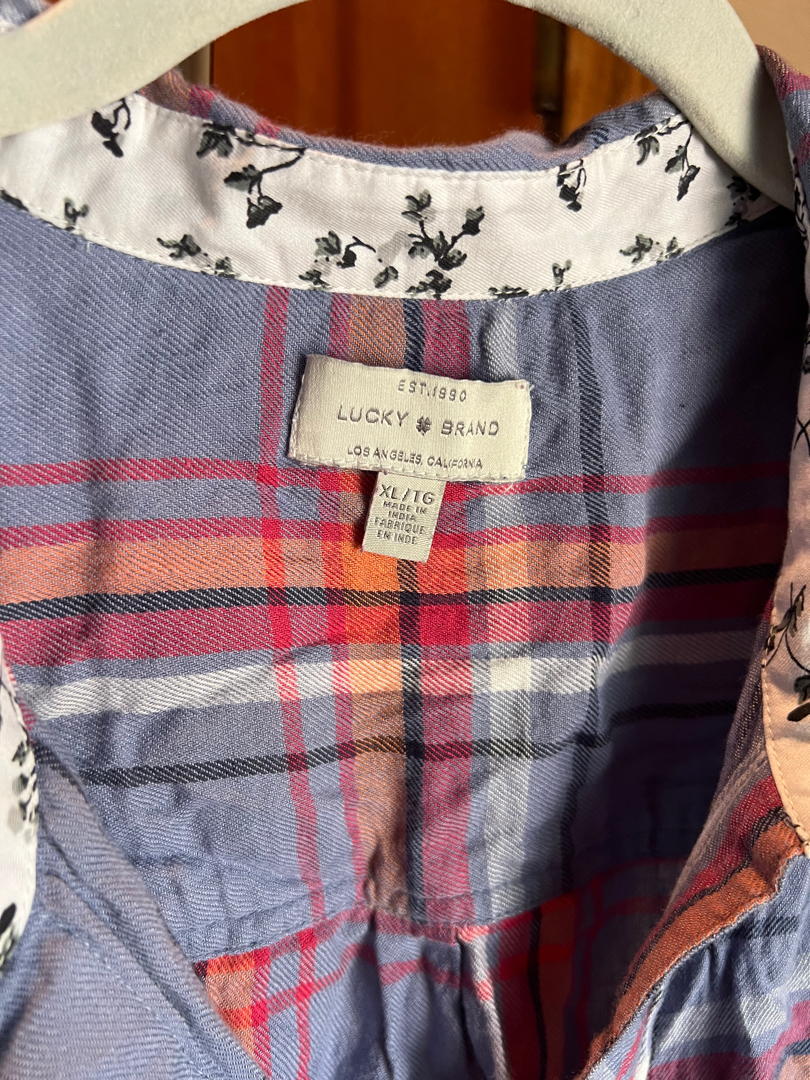 EST.1990
LUCKY BRAND
LOS ANGELES, CALIFORNIA
XL/TG
MADE IN
INDIA
FABRIQUE
EN INDE